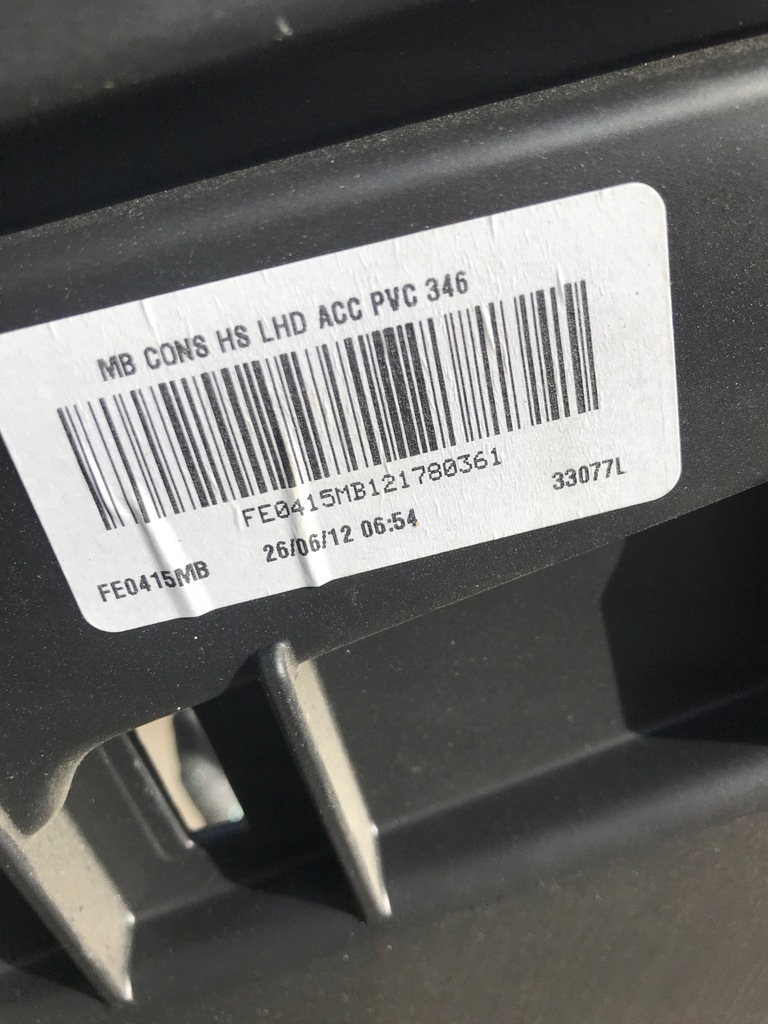 MB CONS HS LHD ACC PVC 346
FE0415MB121780361
33077L
26/06/12 06:54
FE0415MB